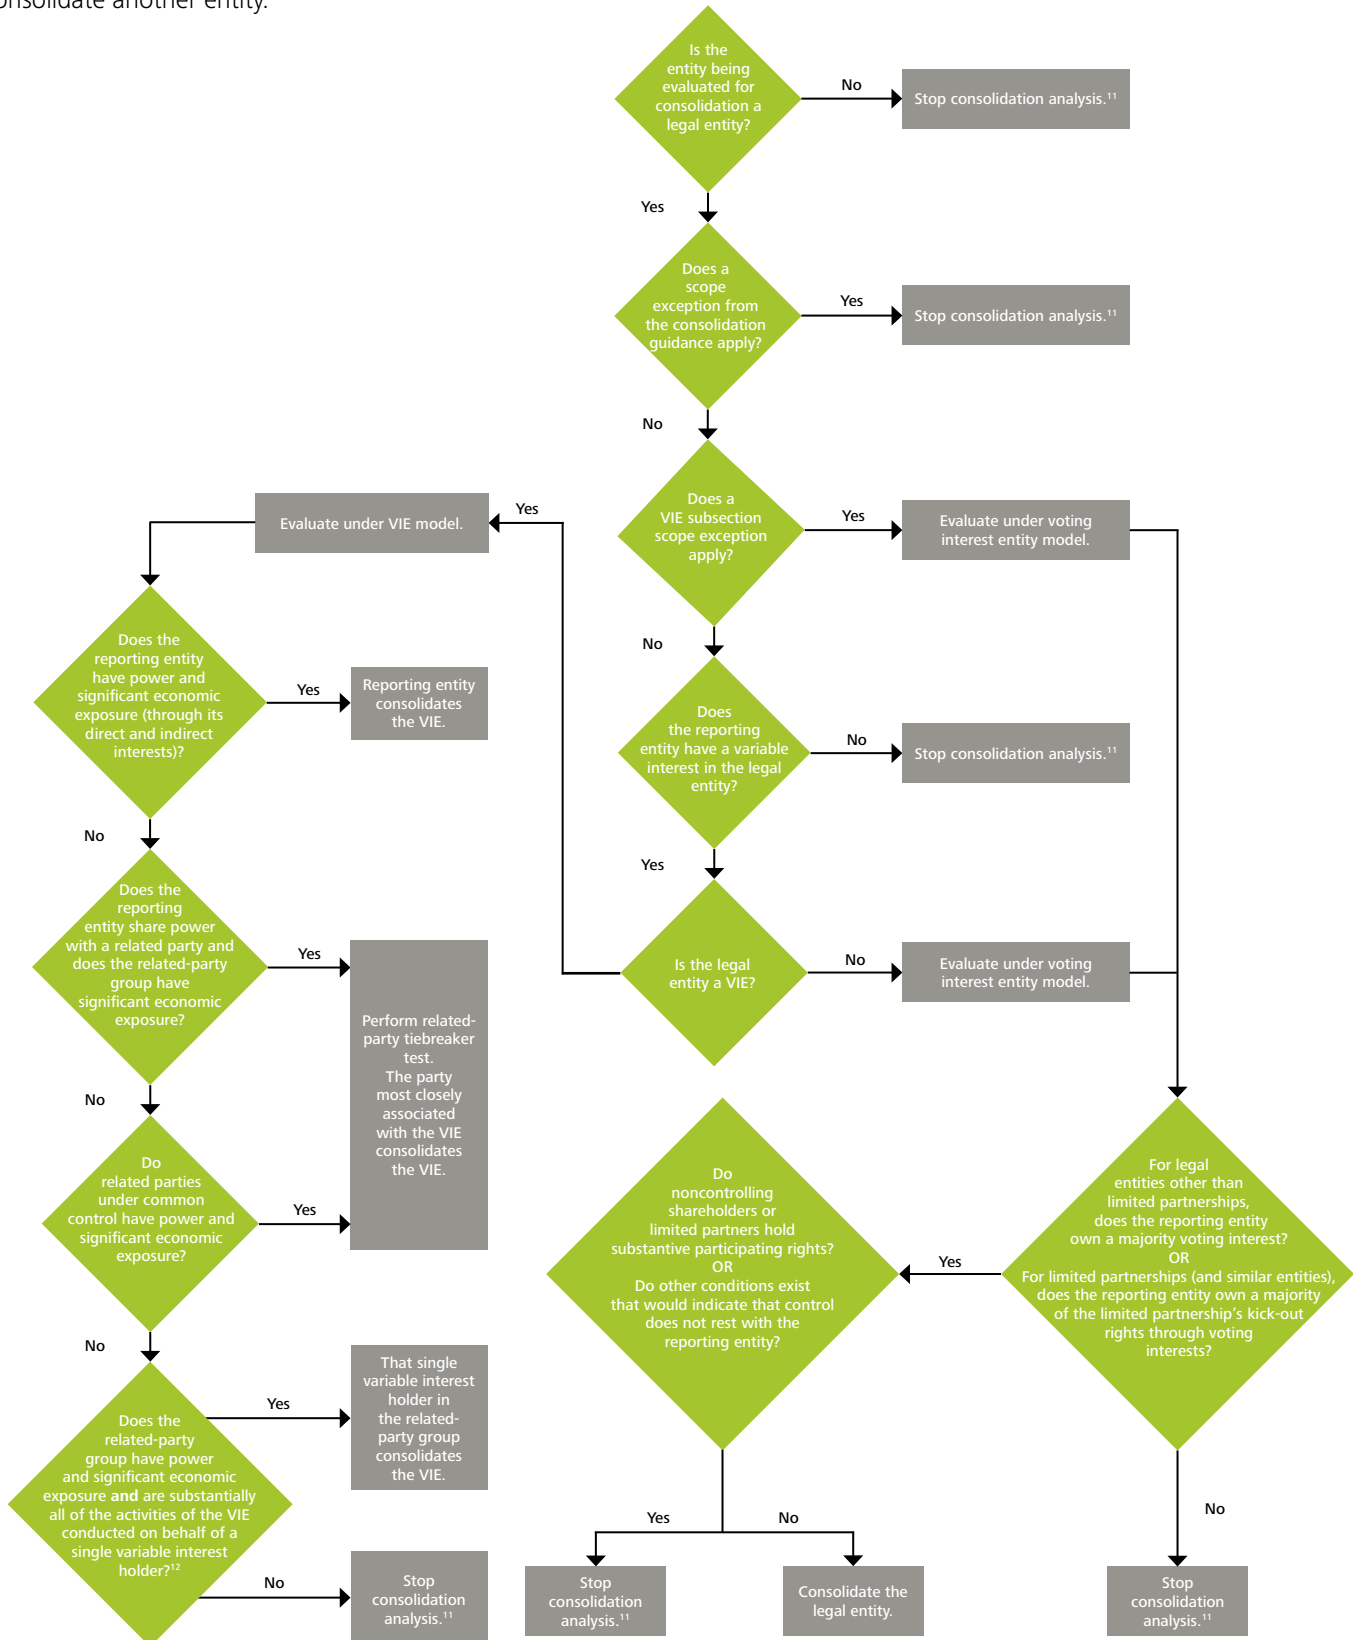 consolidate another entity.
Is the
entity being
evaluated for
consolidation a
legal entity?
No
Stop consolidation analysis.¹¹
Yes
Does a
scope
exception from
the consolidation
guidance apply?
Yes
Stop consolidation analysis.¹¹
No
Does a
VIE subsection
scope exception
apply?
Yes
Evaluate under voting
interest entity model.
No
Does
the reporting
entity have a variable
interest in the legal
entity?
No
Stop consolidation analysis.¹¹
Yes
Is the legal
entity a VIE?
No
Evaluate under voting
interest entity model.
Yes
Evaluate under VIE model.
Does the
reporting entity
have power and
significant economic
exposure (through its
direct and indirect
interests)?
Yes
Reporting entity
consolidates
the VIE.
No
Does the
reporting
entity share power
with a related party and
does the related-party
group have
significant economic
exposure?
Yes
Perform related-
party tiebreaker
test.
The party
most closely
associated
with the VIE
consolidates
the VIE.
No
Do
related parties
under common
control have power and
significant economic
exposure?
Yes
No
Does the
related-party
group have power
and significant economic
exposure and are substantially
all of the activities of the VIE
conducted on behalf of a
single variable interest
holder?¹²
Yes
That single
variable interest
holder in
the related-
party group
consolidates
the VIE.
No
Stop
consolidation
analysis.¹¹
For legal
entities other than
limited partnerships,
does the reporting entity
own a majority voting interest?
OR
For limited partnerships (and similar entities),
does the reporting entity own a majority
of the limited partnership’s kick-out
rights through voting
interests?
Yes
Do
noncontrolling
shareholders or
limited partners hold
substantive participating rights?
OR
Do other conditions exist
that would indicate that control
does not rest with the
reporting entity?
Yes
Stop
consolidation
analysis.¹¹
No
Consolidate the
legal entity.
No
Stop
consolidation
analysis.¹¹